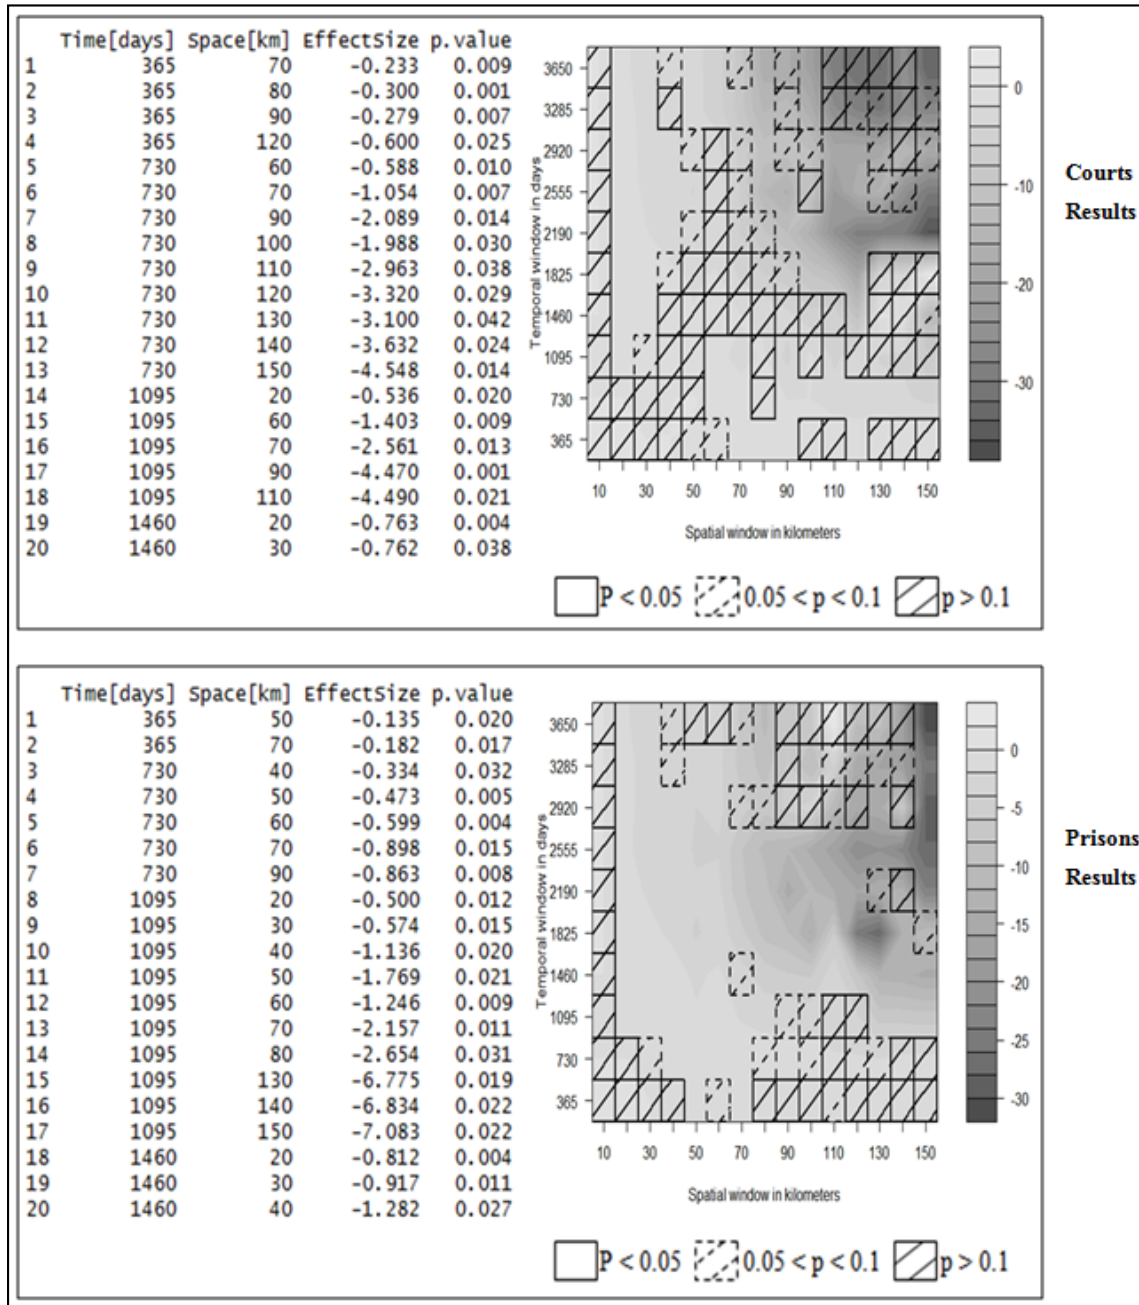 Time[days] Space[km] EffectSize p.value
1 365 70 -0.233 0.009
2 365 80 -0.300 0.001
3 365 90 -0.279 0.007
4 365 120 -0.600 0.025
5 730 60 -0.588 0.010
6 730 70 -1.054 0.007
7 730 90 -2.089 0.014
8 730 100 -1.988 0.030
9 730 110 -2.963 0.038
10 730 120 -3.320 0.029
11 730 130 -3.100 0.042
12 730 140 -3.632 0.024
13 730 150 -4.548 0.014
14 1095 20 -0.536 0.020
15 1095 60 -1.403 0.009
16 1095 70 -2.561 0.013
17 1095 90 -4.470 0.001
18 1095 110 -4.490 0.021
19 1460 20 -0.763 0.004
20 1460 30 -0.762 0.038
Temporal window in days
3650
3285
2920
2555
2190
1825
1460
1095
730
365
10 30 50 70 90 110 130 150
Spatial window in kilometers
0
-10
-20
-30
P < 0.05 0.05 < p < 0.1 p > 0.1
Courts
Results
Time[days] Space[km] EffectSize p.value
1 365 50 -0.135 0.020
2 365 70 -0.182 0.017
3 730 40 -0.334 0.032
4 730 50 -0.473 0.005
5 730 60 -0.599 0.004
6 730 70 -0.898 0.015
7 730 90 -0.863 0.008
8 1095 20 -0.500 0.012
9 1095 30 -0.574 0.015
10 1095 40 -1.136 0.020
11 1095 50 -1.769 0.021
12 1095 60 -1.246 0.009
13 1095 70 -2.157 0.011
14 1095 80 -2.654 0.031
15 1095 130 -6.775 0.019
16 1095 140 -6.834 0.022
17 1095 150 -7.083 0.022
18 1460 20 -0.812 0.004
19 1460 30 -0.917 0.011
20 1460 40 -1.282 0.027
Temporal window in days
3650
3285
2920
2555
2190
1825
1460
1095
730
365
10 30 50 70 90 110 130 150
Spatial window in kilometers
0
-5
-10
-15
-20
-25
-30
P < 0.05 0.05 < p < 0.1 p > 0.1
Prisons
Results